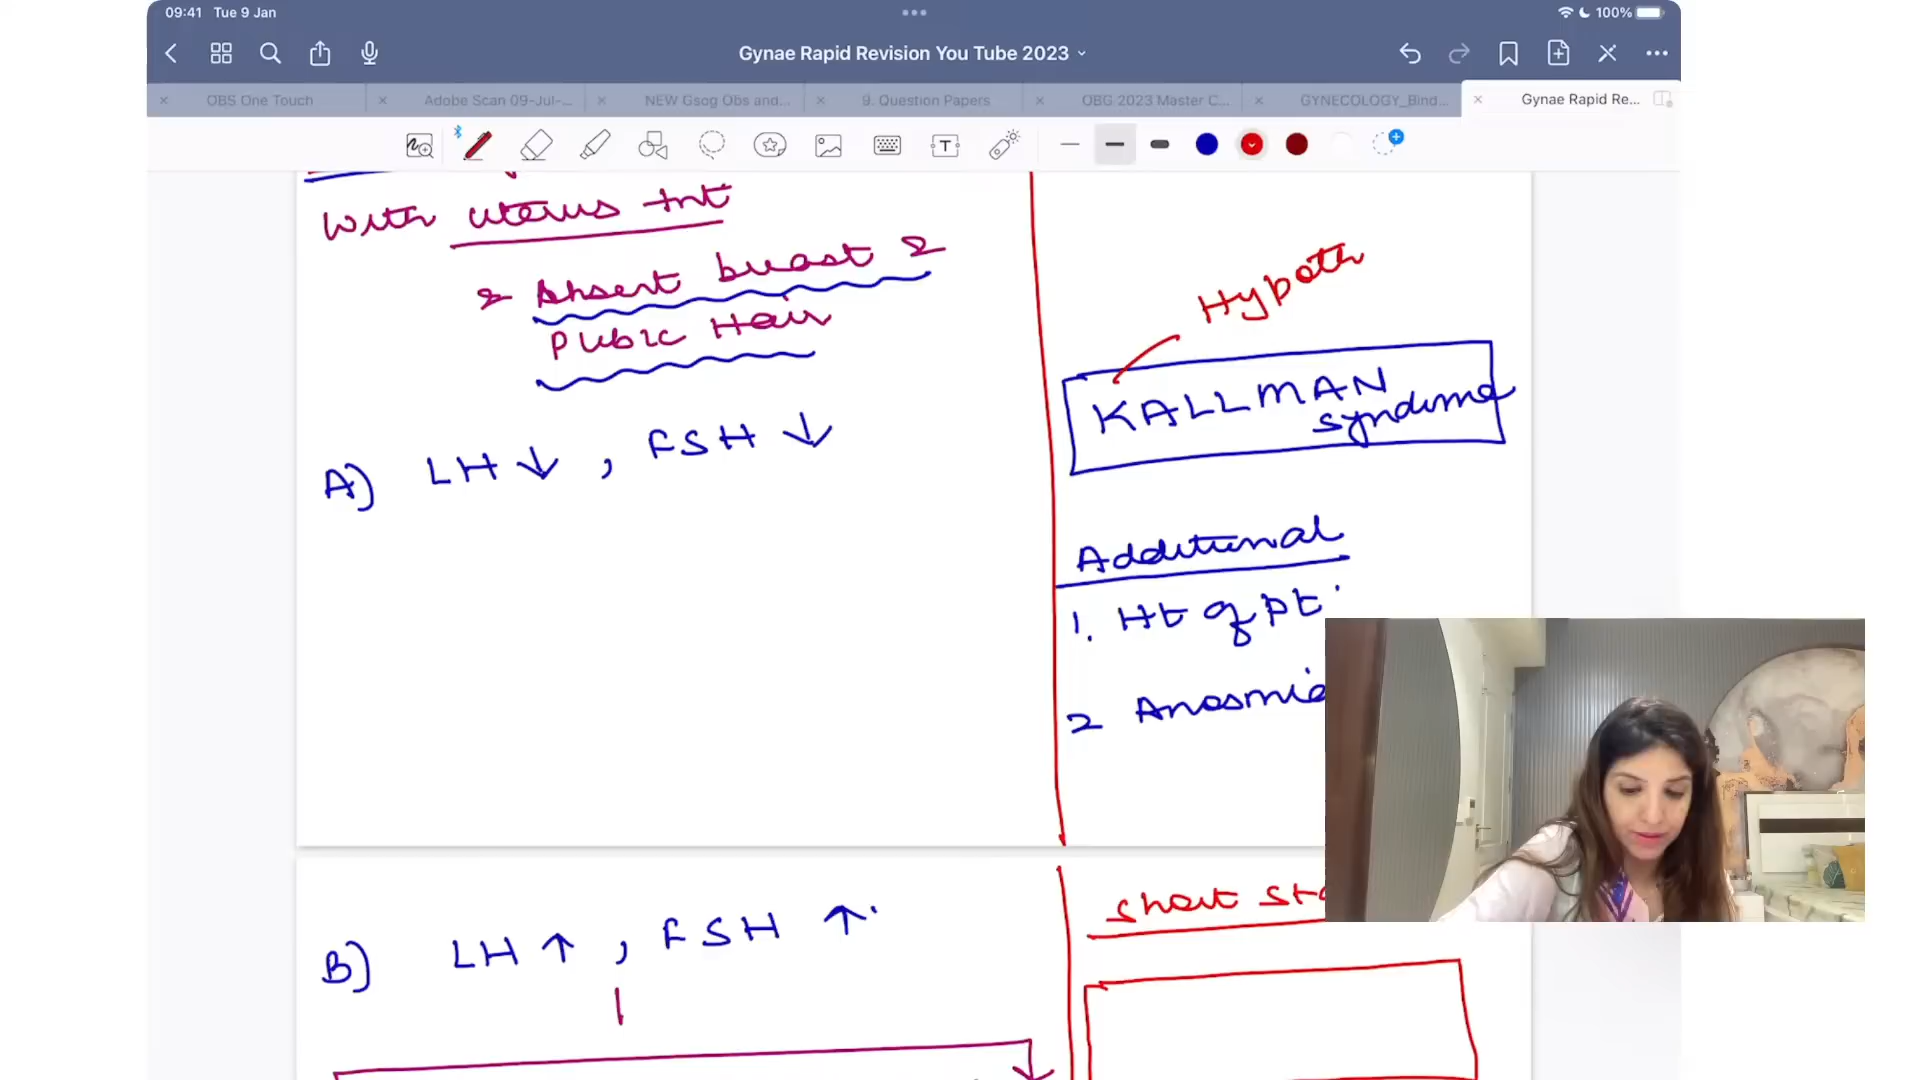 09:41 Tue 9 Jan
100%
Gynae Rapid Revision You Tube 2023
OBS One Touch
Adobe Scan 09-Jul-...
NEW Gsog Obs and...
9. Question Papers
OBG 2023 Master C...
GYNECOLOGY_Bind...
Gynae Rapid Re...
T
With uterus
& Absent breast &
Pubic Hair
A) LH ↓ , FSH ↓
Hypoth
KALLMAN
syndrome
Additional
1. Ht of Pt
2 Anosmia
B) LH ↑ , FSH ↑
Short